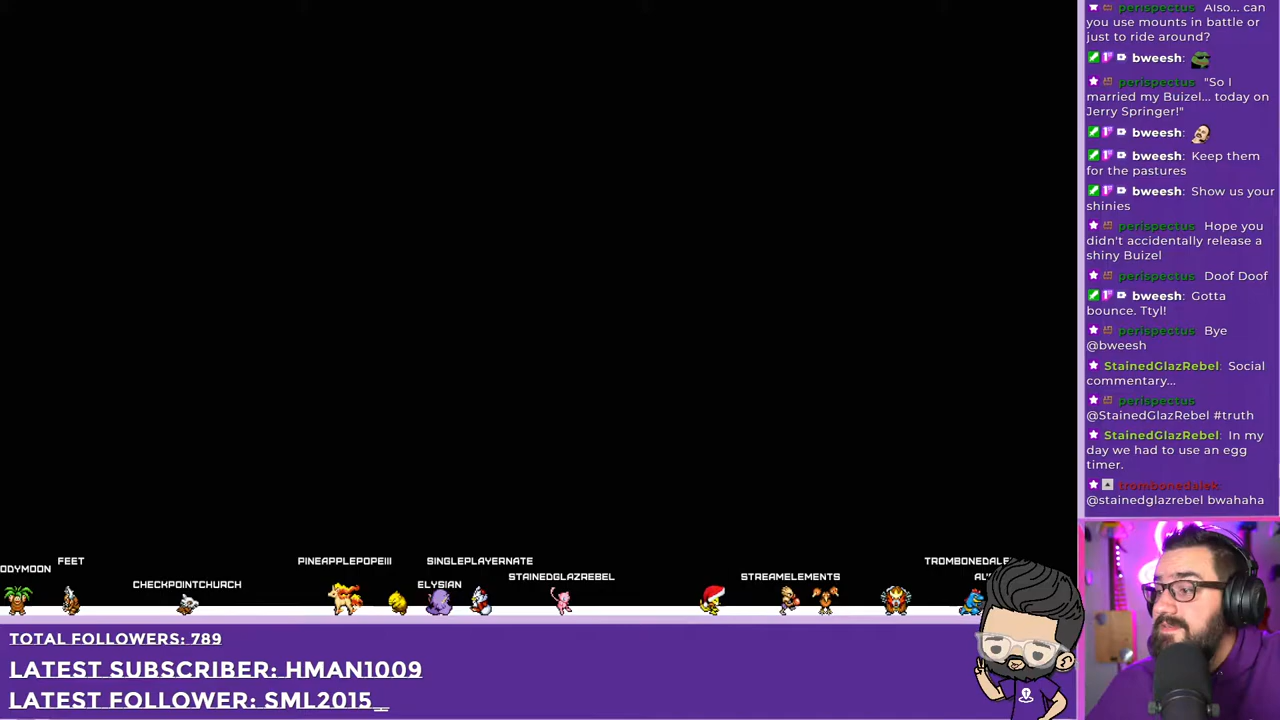 perispectus Also... can
you use mounts in battle or
just to ride around?
bweesh:
perispectus "So I
married my Buizel... today on
Jerry Springer!"
bweesh:
bweesh: Keep them
for the pastures
bweesh: Show us your
shinies
perispectus Hope you
didn't accidentally release a
shiny Buizel
perispectus Doof Doof
bweesh: Gotta
bounce. Ttyl!
perispectus Bye
@bweesh
StainedGlazRebel: Social
commentary...
perispectus
@StainedGlazRebel #truth
StainedGlazRebel: In my
day we had to use an egg
timer.
trombonedalek
@stainedglazrebel bwahaha
ODYMOON
FEET
CHECKPOINTCHURCH
PINEAPPLEPOPEIII
ELYSIAN
SINGLEPLAYERNATE
STAINEDGLAZREBEL
STREAMELEMENTS
TROMBONEDALE
TOTAL FOLLOWERS: 789
LATEST SUBSCRIBER: HMAN1009
LATEST FOLLOWER: SML2015_